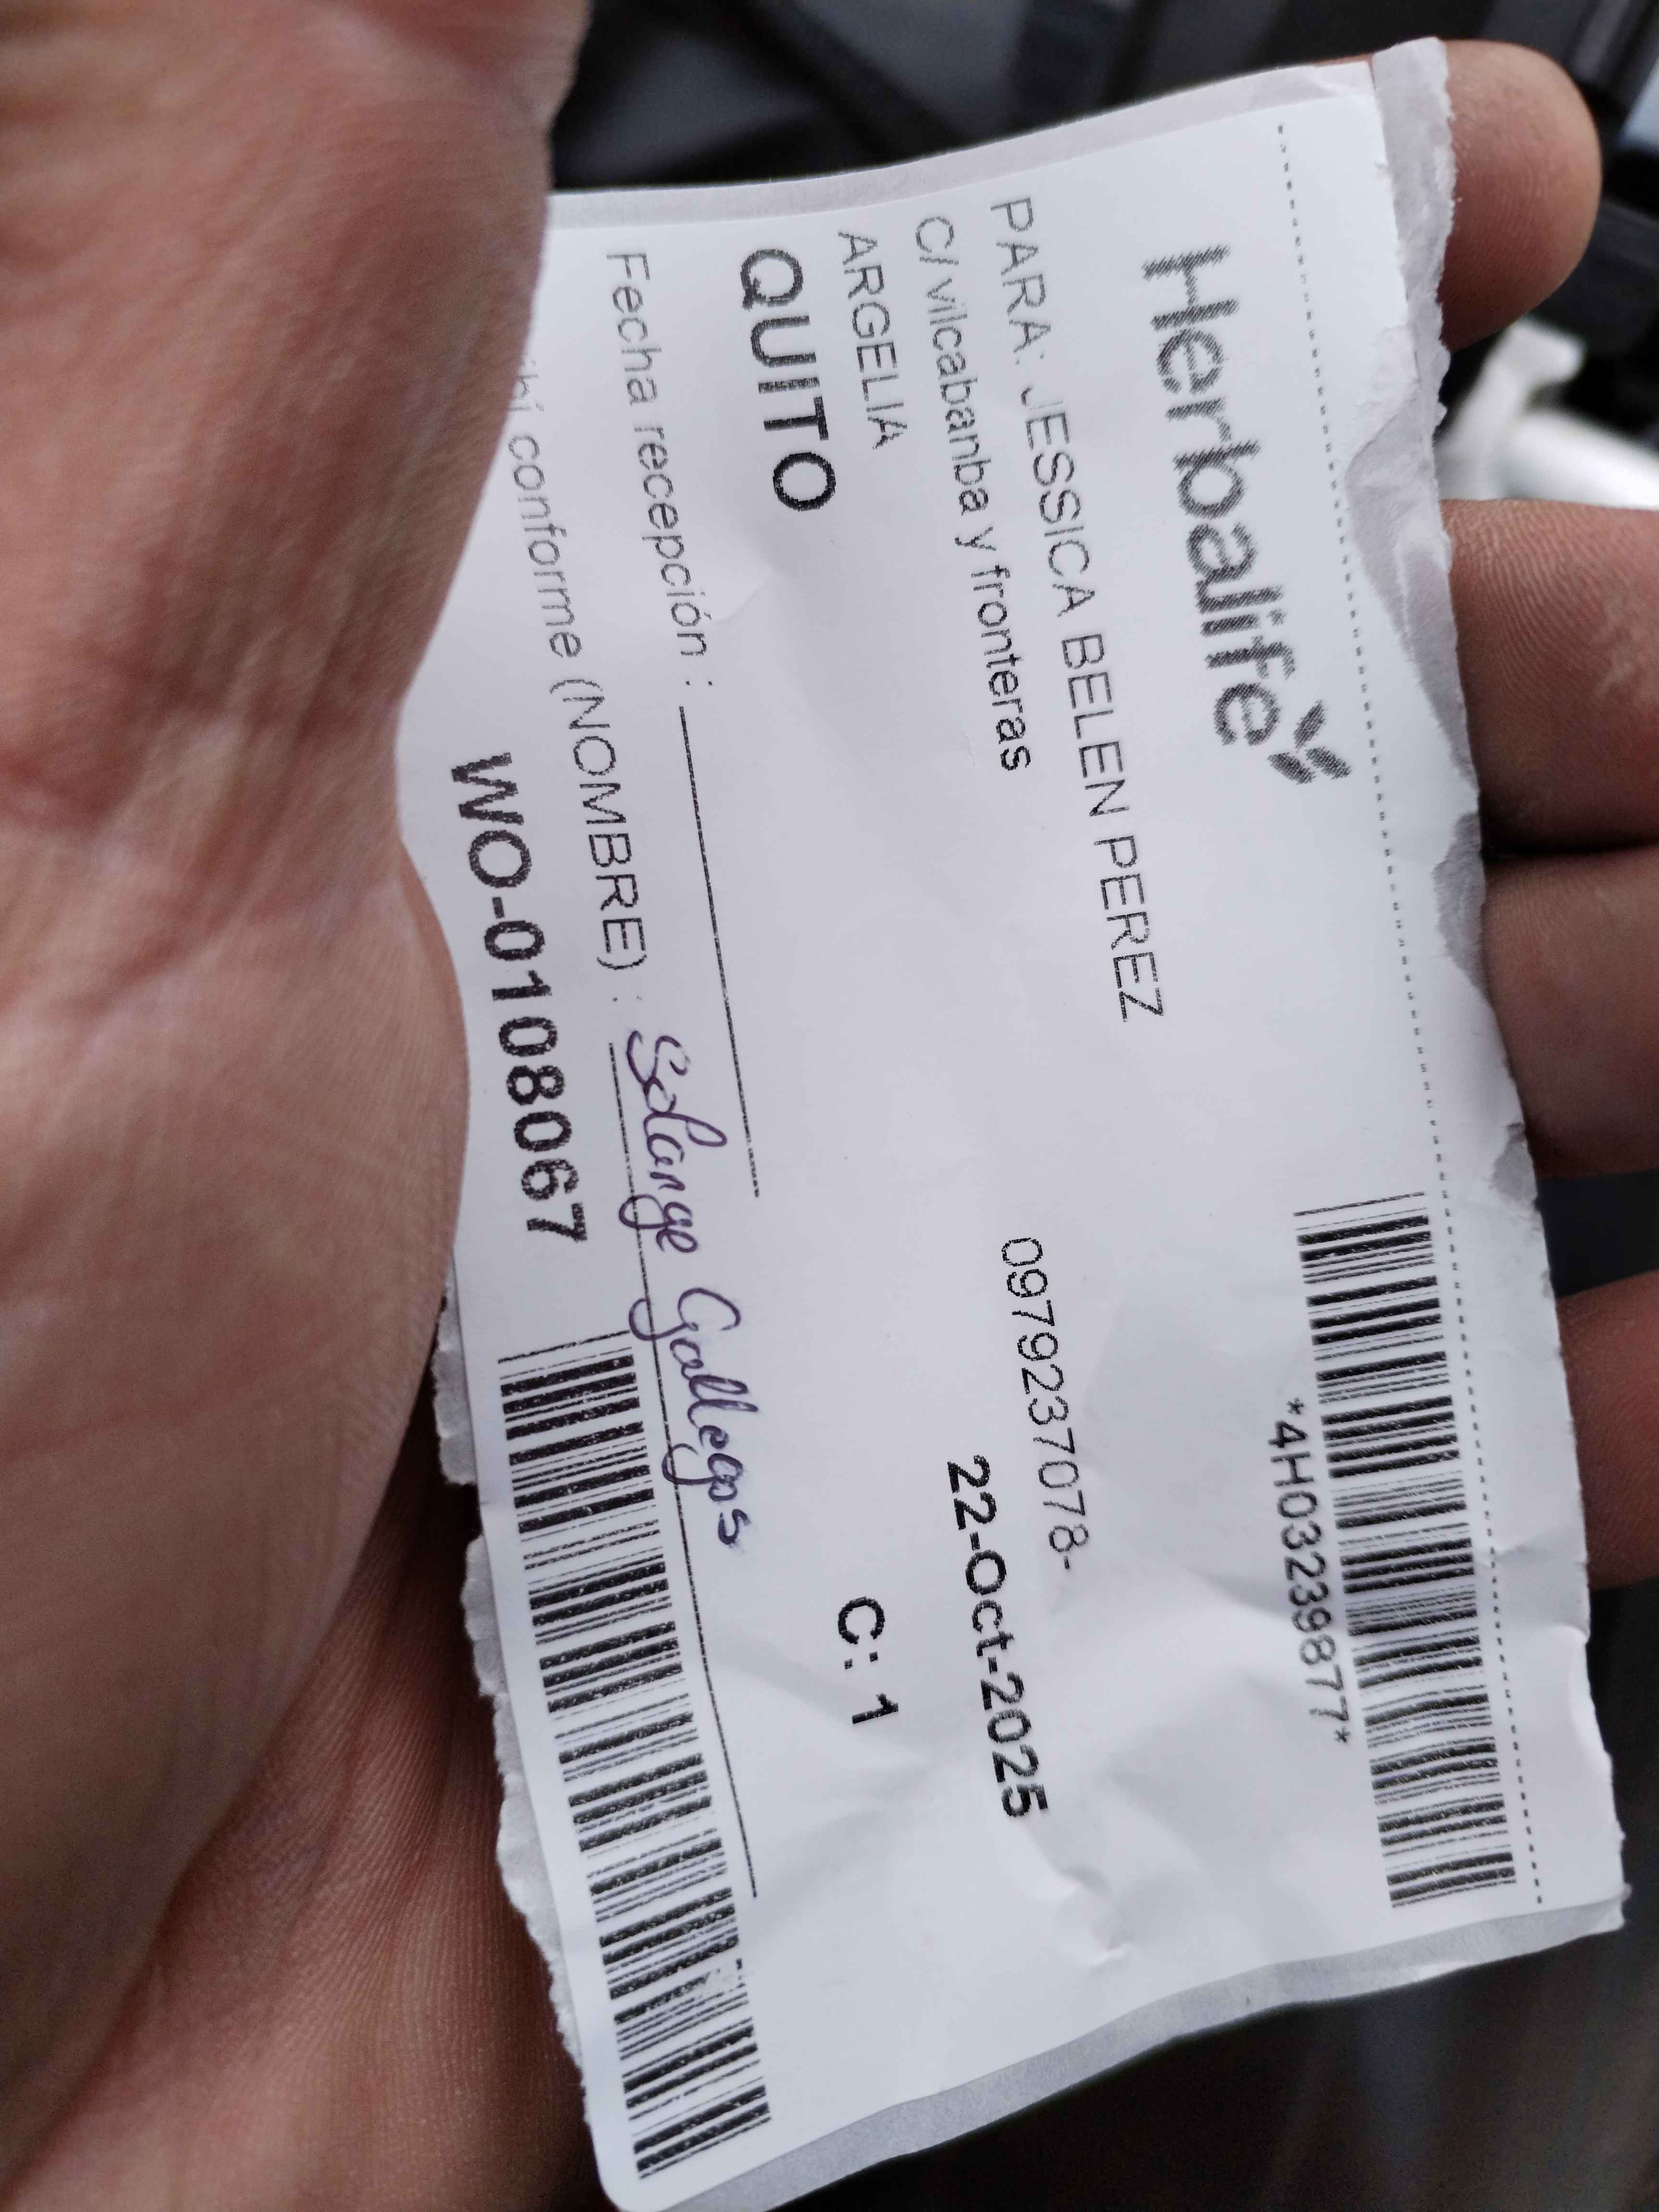 Herbalife
*4H03239877*
PARA: JESSICA BELEN PEREZ
C/ vilcabanba y fronteras 0979237078-
ARGELIA 22-Oct-2025
QUITO C: 1
Fecha recepción :
conforme (NOMBRE) : Solange Gallegos
WO-0108067